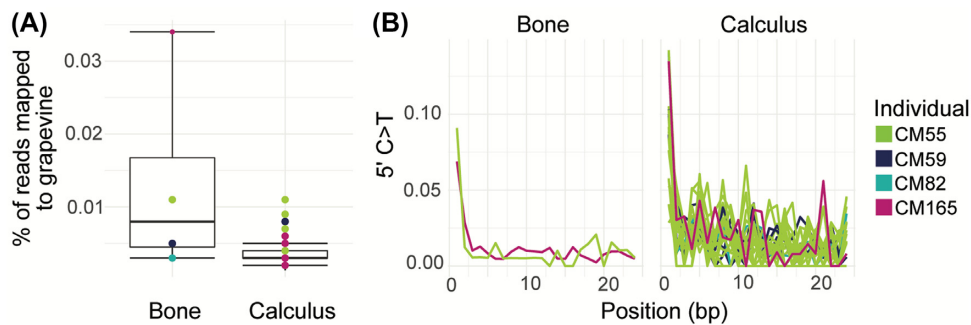 (A)
% of reads mapped
to grapevine
0.03
0.02
0.01
Bone
Calculus
(B)
Bone
Calculus
5' C>T
0.10
0.05
0.00
0
10
20
0
10
20
Position (bp)
Individual
CM55
CM59
CM82
CM165